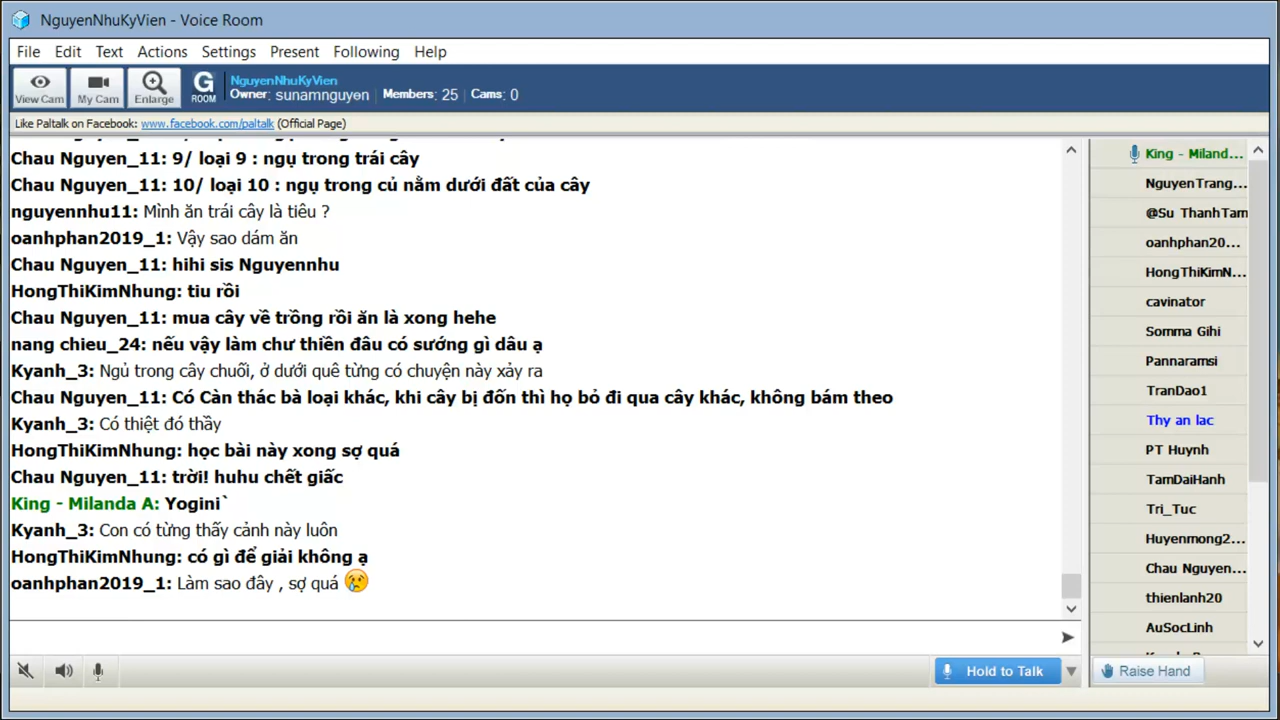 NguyenNhuKyVien - Voice Room
File Edit Text Actions Settings Present Following Help
View Cam My Cam Enlarge G ROOM
NguyenNhuKyVien
Owner: sunamnguyen Members: 25 Cams: 0
Like Paltalk on Facebook: www.facebook.com/paltalk (Official Page)
Chau Nguyen_11: 9/ loại 9 : ngụ trong trái cây
Chau Nguyen_11: 10/ loại 10 : ngụ trong củ nằm dưới đất của cây
nguyennhu11: Mình ăn trái cây là tiêu ?
oanhphan2019_1: Vậy sao dám ăn
Chau Nguyen_11: hihi sis Nguyennhu
HongThiKimNhung: tiu rồi
Chau Nguyen_11: mua cây về trồng rồi ăn là xong hehe
nang chieu_24: nếu vậy làm chư thiền đâu có sướng gì dâu ạ
Kyanh_3: Ngủ trong cây chuối, ở dưới quê từng có chuyện này xảy ra
Chau Nguyen_11: Có Càn thác bà loại khác, khi cây bị đốn thì họ bỏ đi qua cây khác, không bám theo
Kyanh_3: Có thiệt đó thầy
HongThiKimNhung: học bài này xong sợ quá
Chau Nguyen_11: trời! huhu chết giấc
King - Milanda A: Yogini`
Kyanh_3: Con có từng thấy cảnh này luôn
HongThiKimNhung: có gì để giải không ạ
oanhphan2019_1: Làm sao đây , sợ quá
King - Miland...
NguyenTrang...
@Su ThanhTam
oanhphan20...
HongThiKimN...
cavinator
Somma Gihi
Pannaramsi
TranDao1
Thy an lac
PT Huynh
TamDaiHanh
Tri_Tuc
Huyenmong2...
Chau Nguyen...
thienlanh20
AuSocLinh
Hold to Talk
Raise Hand